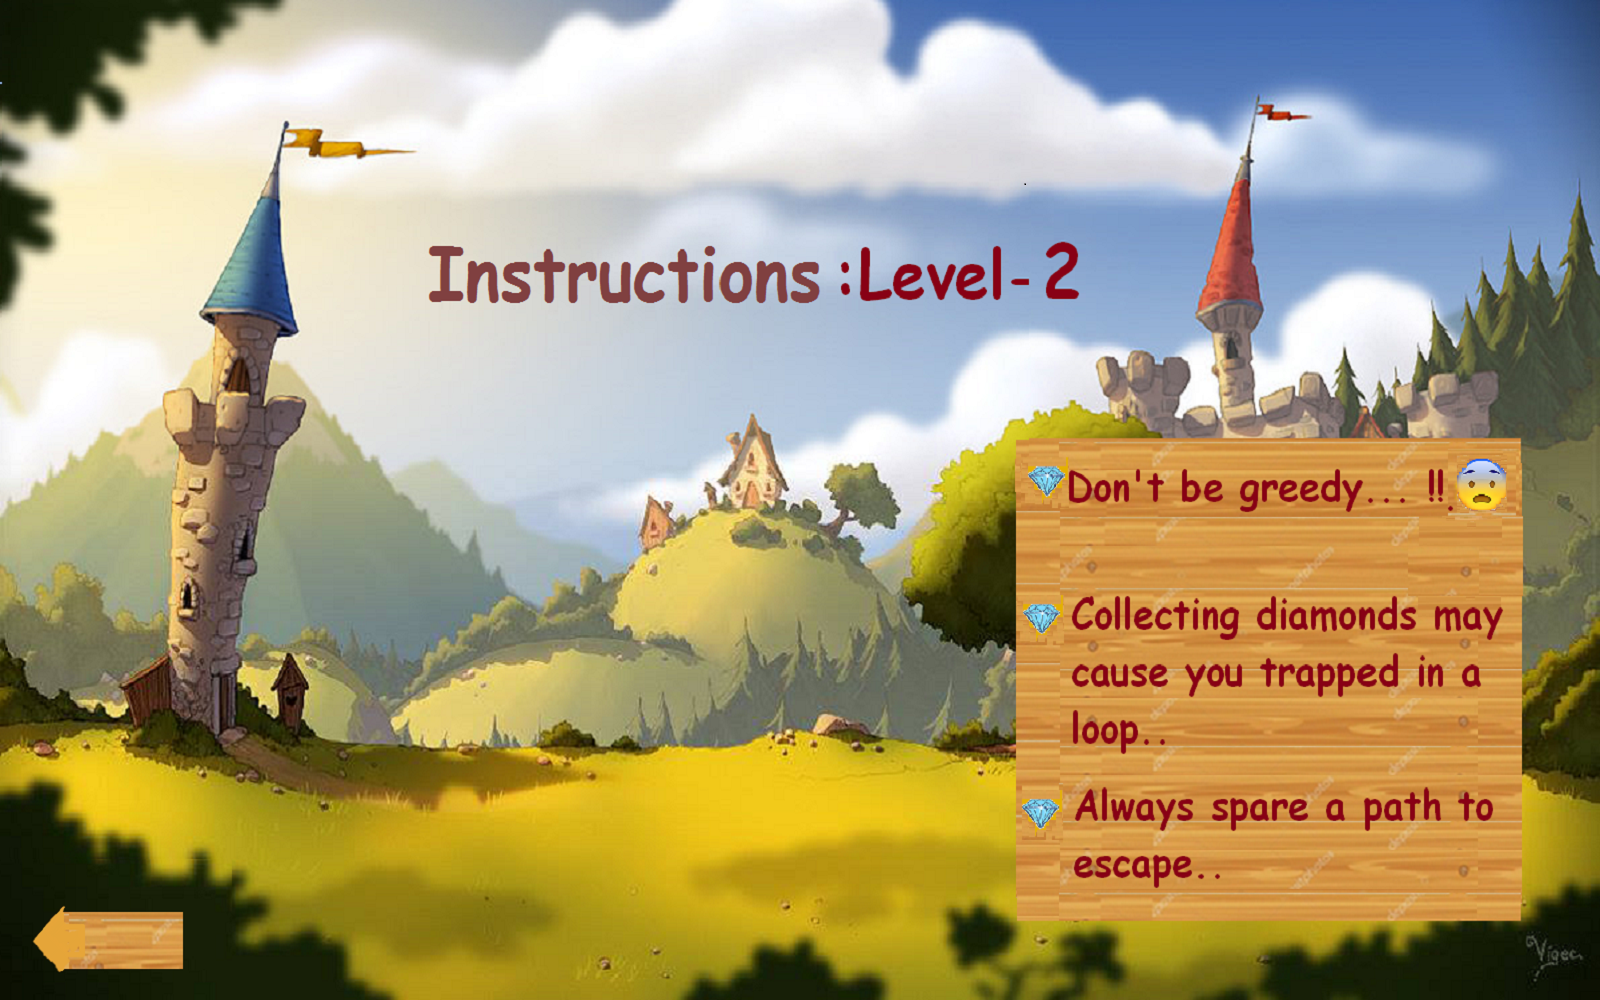 Instructions :Level-2
Don't be greedy... !!
Collecting diamonds may
cause you trapped in a
loop..
Always spare a path to
escape..